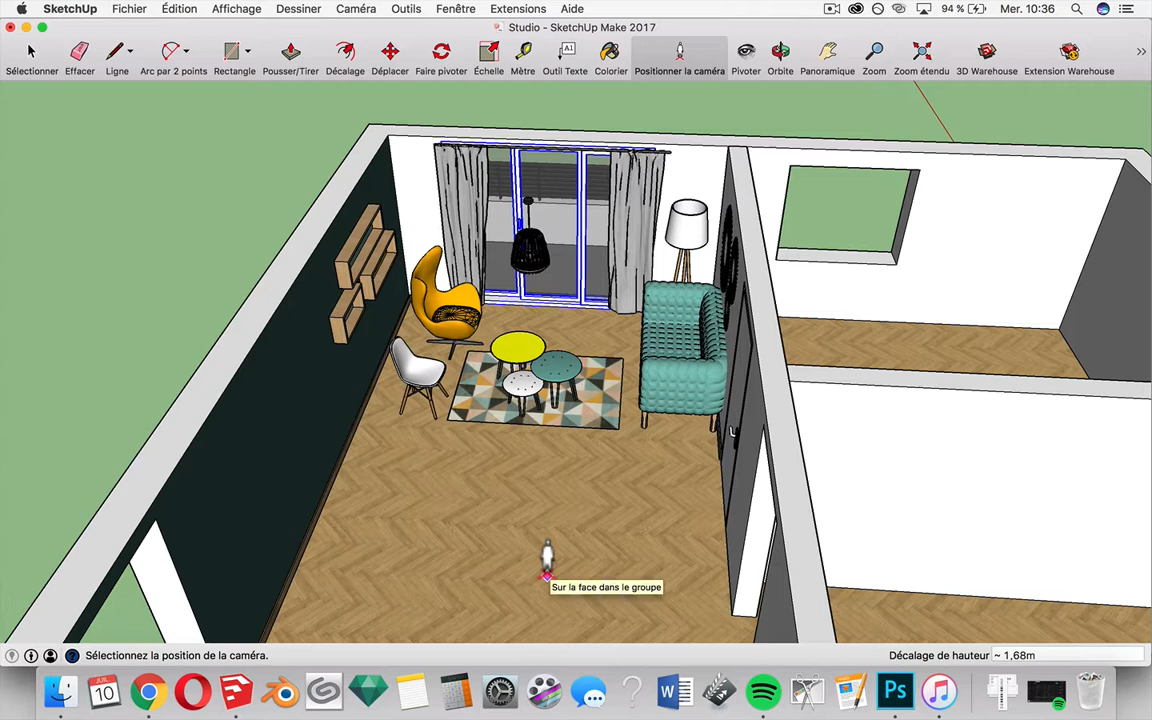 SketchUp Fichier Édition Affichage Dessiner Caméra Outils Fenêtre Extensions Aide 94 % Mer. 10:36
Studio - SketchUp Make 2017
Sélectionner Effacer Ligne Arc par 2 points Rectangle Pousser/Tirer Décalage Déplacer Faire pivoter Échelle Mètre Outil Texte Colorier Positionner la caméra Pivoter Orbite Panoramique Zoom Zoom étendu 3D Warehouse Extension Warehouse
Sur la face dans le groupe
Sélectionnez la position de la caméra. Décalage de hauteur ~ 1,68m
JUIL
10
W
Ps